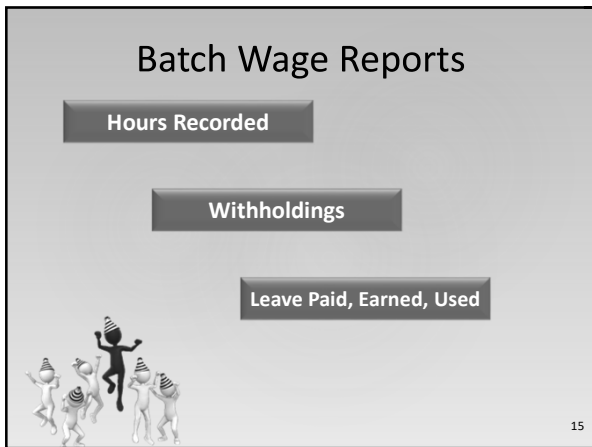 Batch Wage Reports
Hours Recorded
Withholdings
Leave Paid, Earned, Used
15